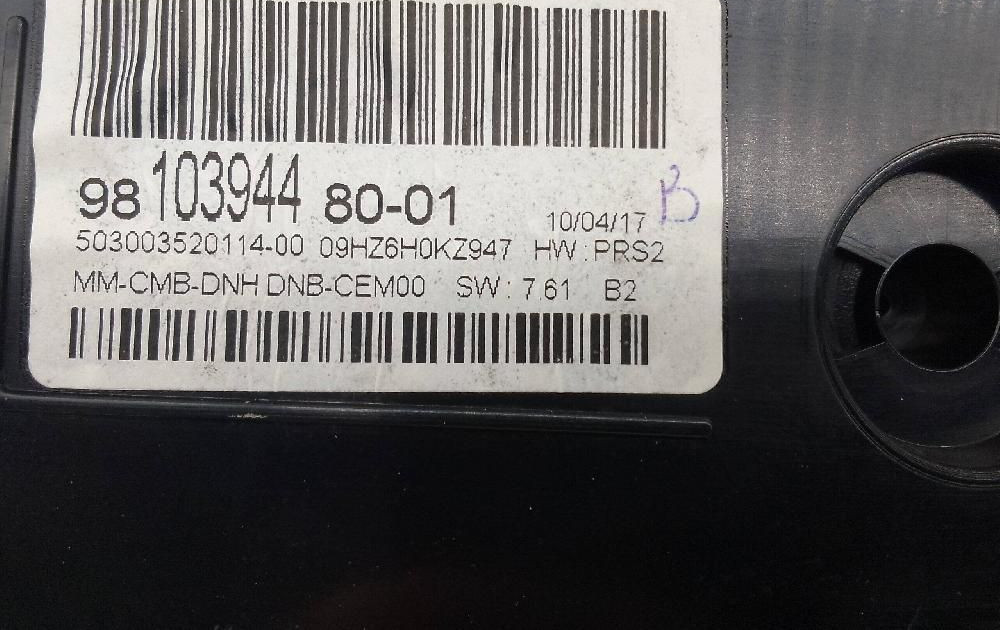 98 103944 80-01 10/04/17 B
503003520114-00 09HZ6H0KZ947 HW : PRS2
MM-CMB-DNH DNB-CEM00 SW : 7.61 B2